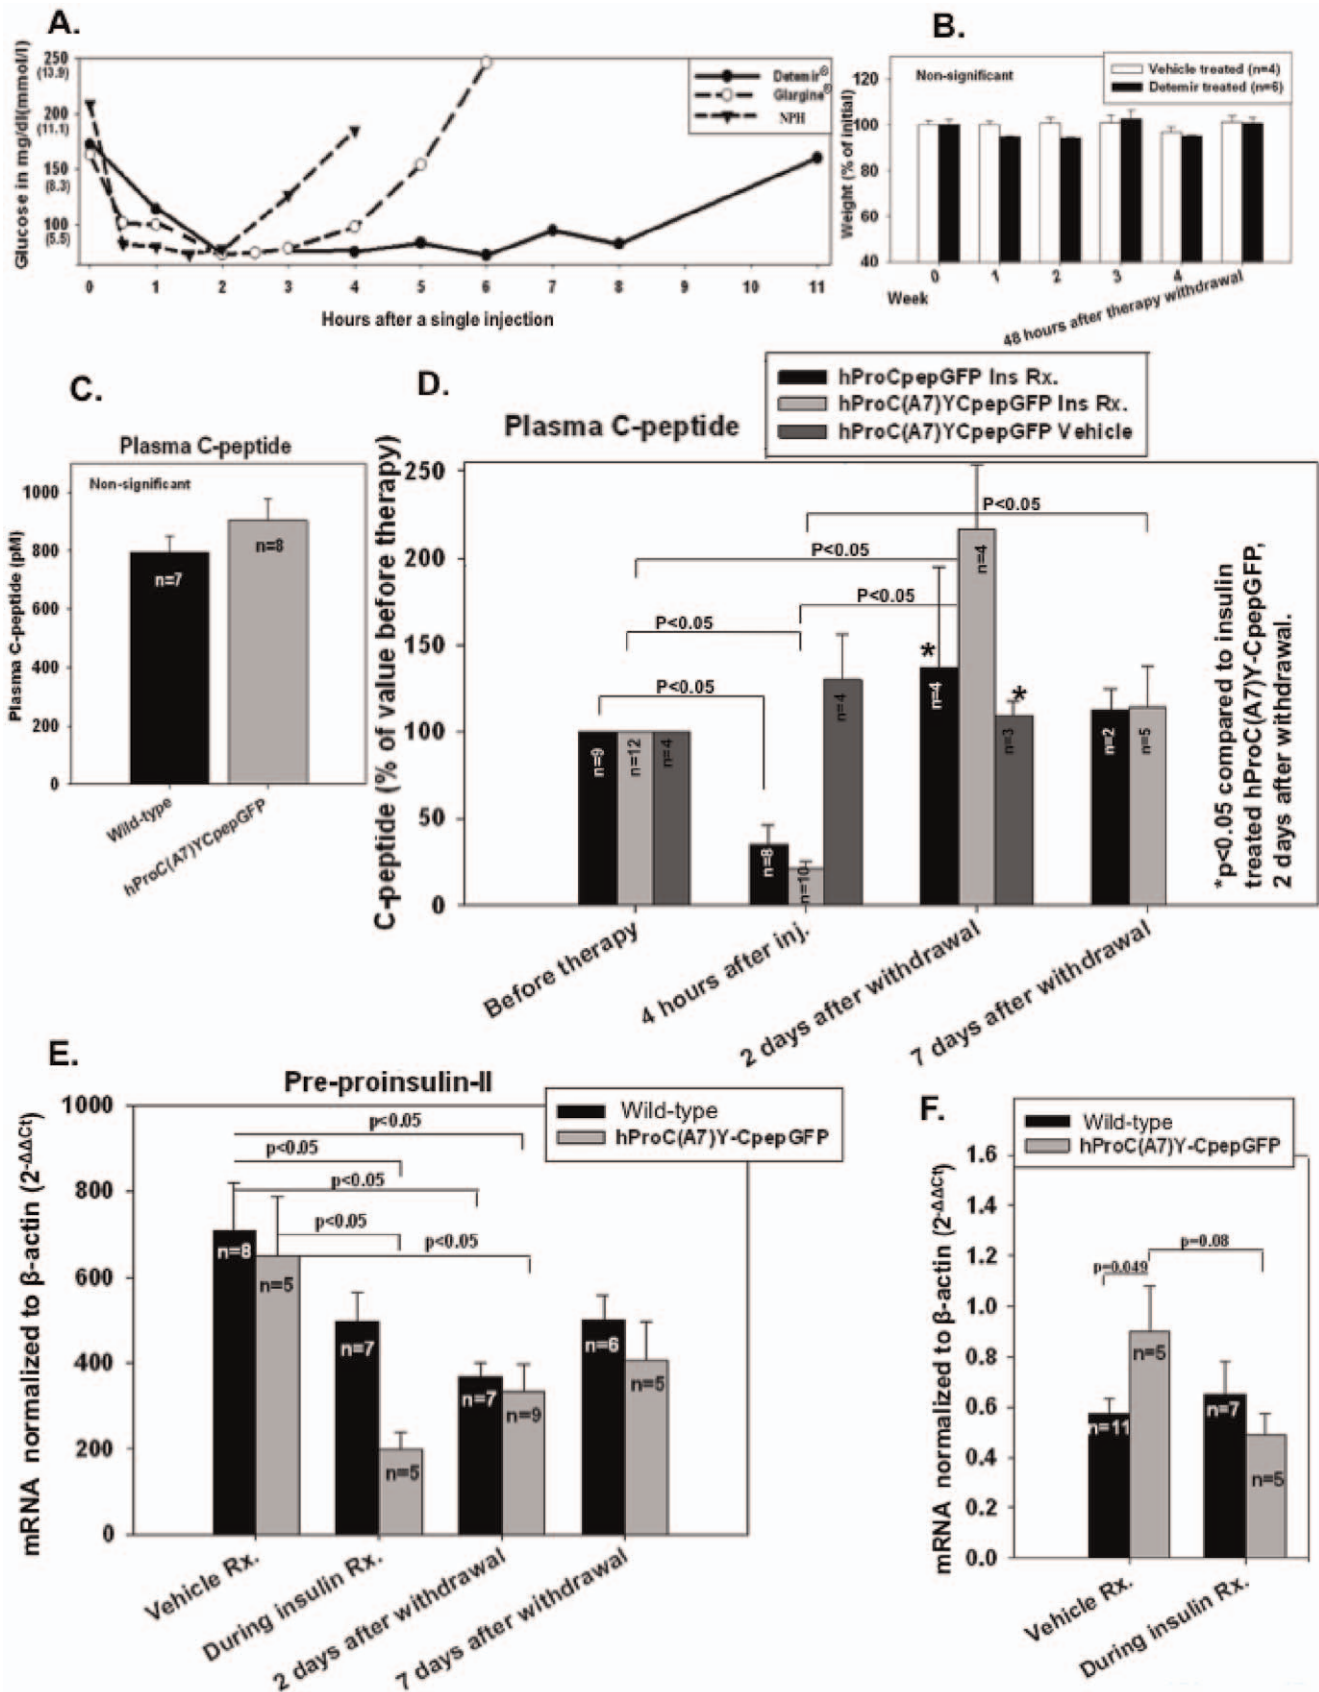 A.
Glucose in mg/dl(mmol/l)
250
(13.9)
200
(11.1)
150
(8.3)
100
(5.5)
Detemir®
Glargine®
NPH
0 1 2 3 4 5 6 7 8 9 10 11
Hours after a single injection
B.
Weight (% of initial)
120
100
80
60
40
Non-significant
Vehicle treated (n=4)
Detemir treated (n=6)
0 1 2 3 4
Week
48 hours after therapy withdrawal
C.
Plasma C-peptide
Plasma C-peptide (pM)
1000
800
600
400
200
0
Non-significant
n=7
n=8
Wild-type
hProC(A7)YCpepGFP
D.
Plasma C-peptide
hProCpepGFP Ins Rx.
hProC(A7)YCpepGFP Ins Rx.
hProC(A7)YCpepGFP Vehicle
C-peptide (% of value before therapy)
250
200
150
100
50
0
P<0.05
P<0.05
P<0.05
P<0.05
P<0.05
n=9
n=12
n=4
n=8
n=10
n=4
*
n=4
n=4
*
n=3
n=2
n=5
*p<0.05 compared to insulin
treated hProC(A7)Y-CpepGFP,
2 days after withdrawal.
Before therapy
4 hours after inj.
2 days after withdrawal
7 days after withdrawal
E.
Pre-proinsulin-II
Wild-type
hProC(A7)Y-CpepGFP
mRNA normalized to β-actin (2-ΔΔCt)
1000
800
600
400
200
0
p<0.05
p<0.05
p<0.05
p<0.05
p<0.05
n=8
n=5
n=7
n=5
n=7
n=9
n=6
n=5
Vehicle Rx.
During insulin Rx.
2 days after withdrawal
7 days after withdrawal
F.
Wild-type
hProC(A7)Y-CpepGFP
mRNA normalized to β-actin (2-ΔΔCt)
1.6
1.4
1.2
1.0
0.8
0.6
0.4
0.2
0.0
p=0.049
p=0.08
n=11
n=5
n=7
n=5
Vehicle Rx.
During insulin Rx.